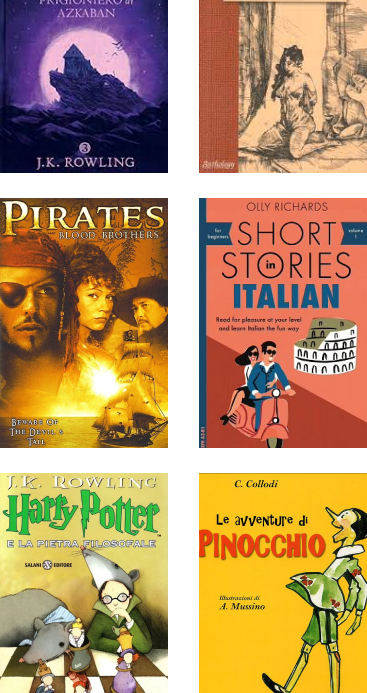 PRIGIONIERO di
AZKABAN
3
J.K. ROWLING
Anthology
PIRATES
BLOOD BROTHERS
BEWARE OF
THE DEVIL'S
TAIL
OLLY RICHARDS
for
beginners
SHORT
volume
1
in
STORIES
ITALIAN
Read for pleasure at your level
and learn Italian the fun way
J.K. ROWLING
Harry Potter
E LA PIETRA FILOSOFALE
SALANI EDITORE
C. Collodi
Le avventure di
PINOCCHIO
Illustrazioni di
A. Mussino